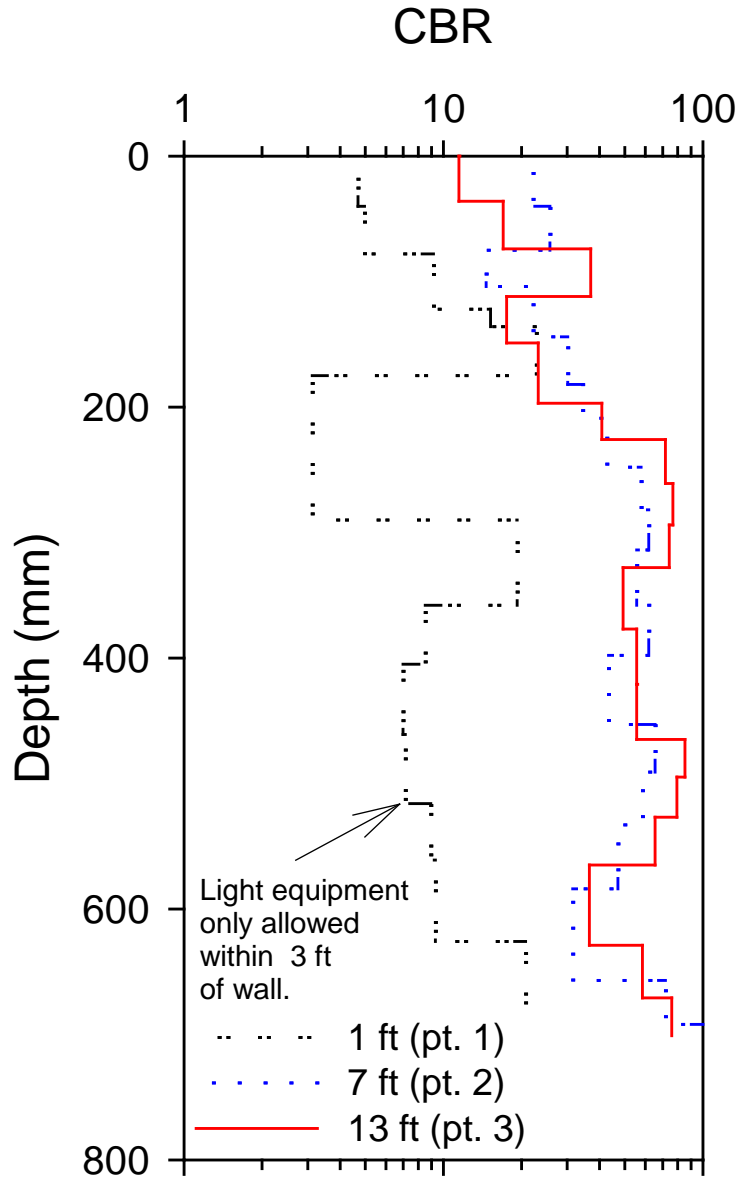 CBR
1 10 100
0
200
400
600
800
Depth (mm)
Light equipment
only allowed
within 3 ft
of wall.
1 ft (pt. 1)
7 ft (pt. 2)
13 ft (pt. 3)